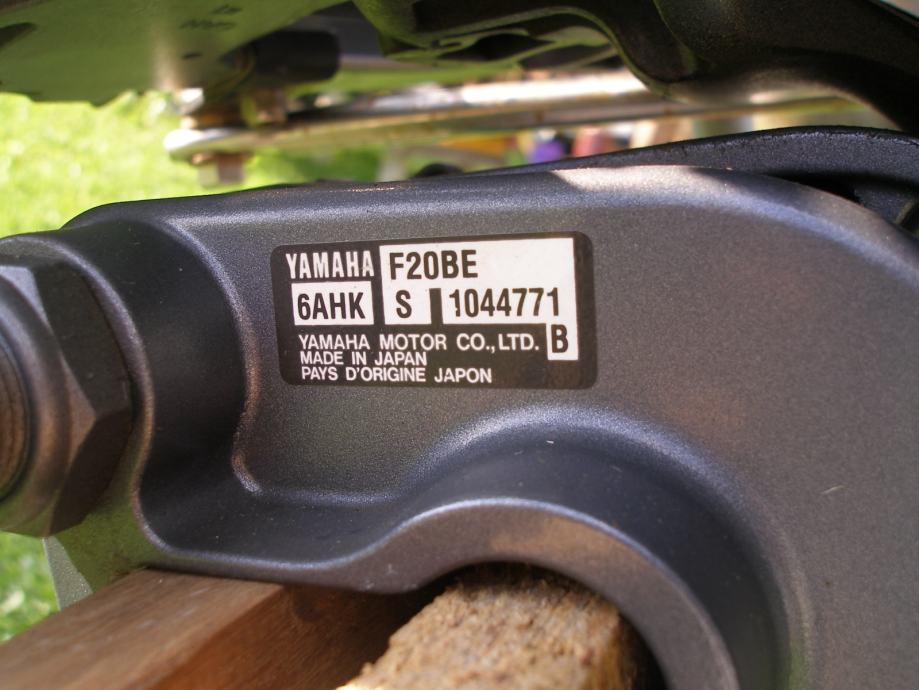 YAMAHA F20BE
6AHK S 1044771
YAMAHA MOTOR CO., LTD. B
MADE IN JAPAN
PAYS D'ORIGINE JAPON